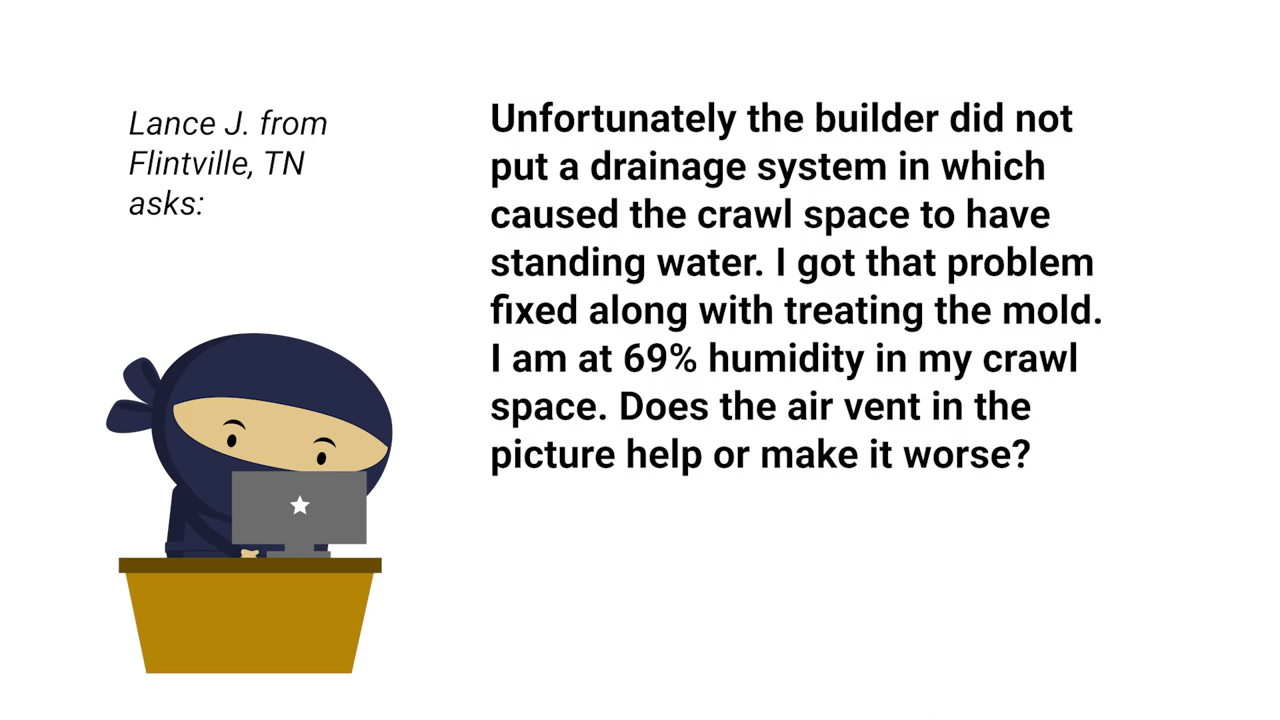 Lance J. from
Flintville, TN
asks:
Unfortunately the builder did not
put a drainage system in which
caused the crawl space to have
standing water. I got that problem
fixed along with treating the mold.
I am at 69% humidity in my crawl
space. Does the air vent in the
picture help or make it worse?